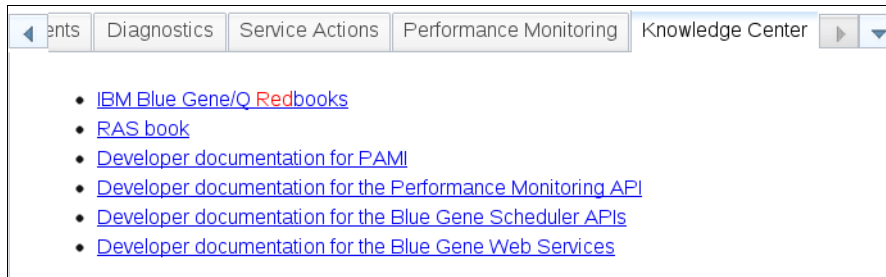 ents Diagnostics Service Actions Performance Monitoring Knowledge Center
IBM Blue Gene/Q Redbooks
RAS book
Developer documentation for PAMI
Developer documentation for the Performance Monitoring API
Developer documentation for the Blue Gene Scheduler APIs
Developer documentation for the Blue Gene Web Services